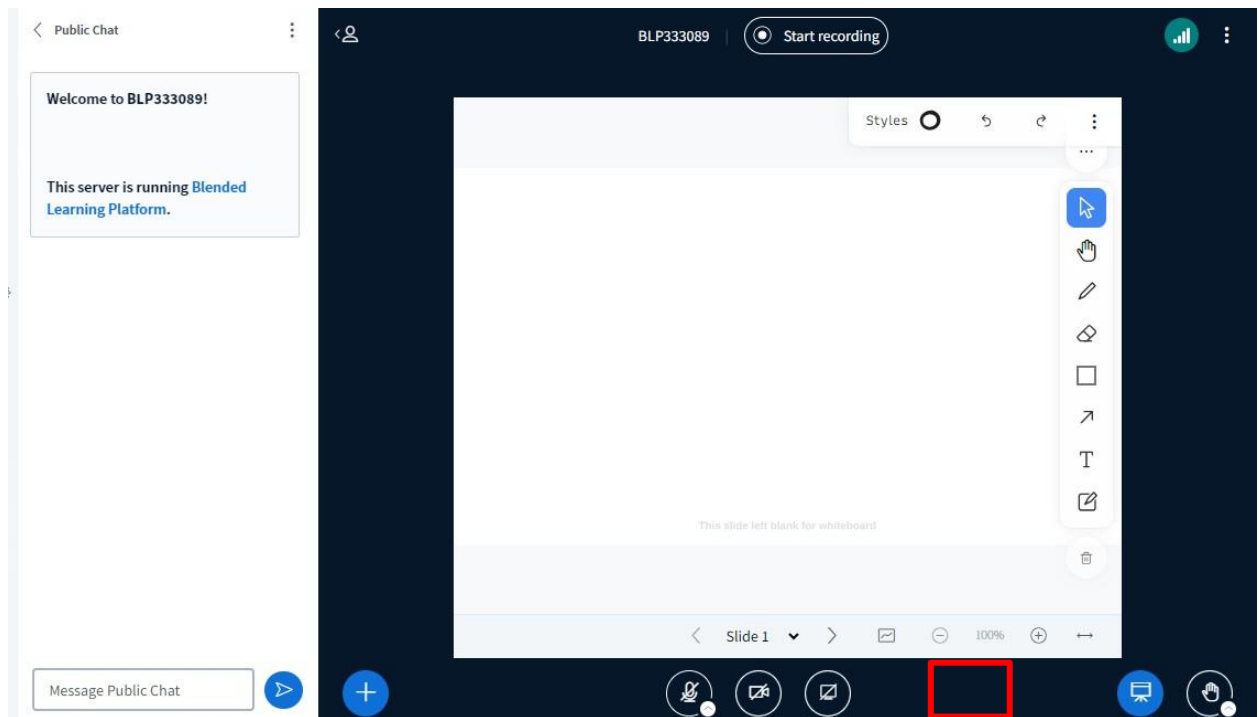 Public Chat
Welcome to BLP333089!
This server is running Blended
Learning Platform.
Message Public Chat
BLP333089
Start recording
Styles
T
This slide left blank for whiteboard
Slide 1
100%